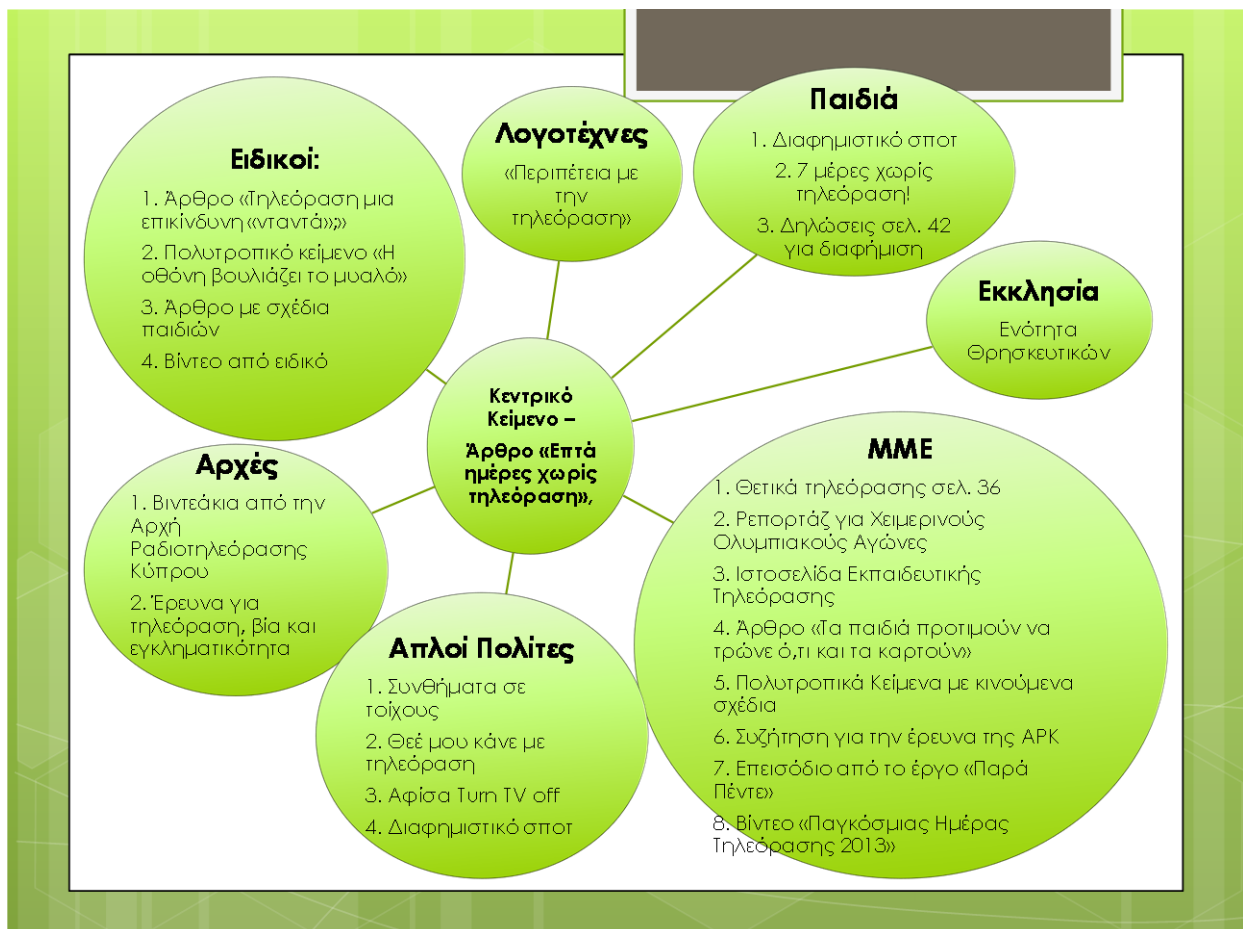 Ειδικοί:
1. Άρθρο «Τηλεόραση μια
επικίνδυνη «νταντά»;»
2. Πολυτροπικό κείμενο «Η
οθόνη βουλιάζει το μυαλό»
3. Άρθρο με σχέδια
παιδιών
4. Βίντεο από ειδικό
Λογοτέχνες
«Περιπέτεια με
την
τηλεόραση»
Παιδιά
1. Διαφημιστικό σποτ
2. 7 μέρες χωρίς
τηλεόραση!
3. Δηλώσεις σελ. 42
για διαφήμιση
Εκκλησία
Ενότητα
Θρησκευτικών
Κεντρικό
Κείμενο –
Άρθρο «Επτά
ημέρες χωρίς
τηλεόραση»,
Αρχές
1. Βιντεάκια από την
Αρχή
Ραδιοτηλεόρασης
Κύπρου
2. Έρευνα για
τηλεόραση, βία και
εγκληματικότητα
Απλοί Πολίτες
1. Συνθήματα σε
τοίχους
2. Θεέ μου κάνε με
τηλεόραση
3. Αφίσα Turn TV off
4. Διαφημιστικό σποτ
ΜΜΕ
1. Θετικά τηλεόρασης σελ. 36
2. Ρεπορτάζ για Χειμερινούς
Ολυμπιακούς Αγώνες
3. Ιστοσελίδα Εκπαιδευτικής
Τηλεόρασης
4. Άρθρο «Τα παιδιά προτιμούν να
τρώνε ό,τι και τα καρτούν»
5. Πολυτροπικά Κείμενα με κινούμενα
σχέδια
6. Συζήτηση για την έρευνα της ΑΡΚ
7. Επεισόδιο από το έργο «Παρά
Πέντε»
8. Βίντεο «Παγκόσμιας Ημέρας
Τηλεόρασης 2013»